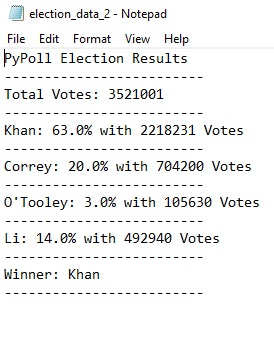 election_data_2 - Notepad
File Edit Format View Help
PyPoll Election Results
-------------------------
Total Votes: 3521001
-------------------------
Khan: 63.0% with 2218231 Votes
-------------------------
Correy: 20.0% with 704200 Votes
-------------------------
O'Tooley: 3.0% with 105630 Votes
-------------------------
Li: 14.0% with 492940 Votes
-------------------------
Winner: Khan
-------------------------